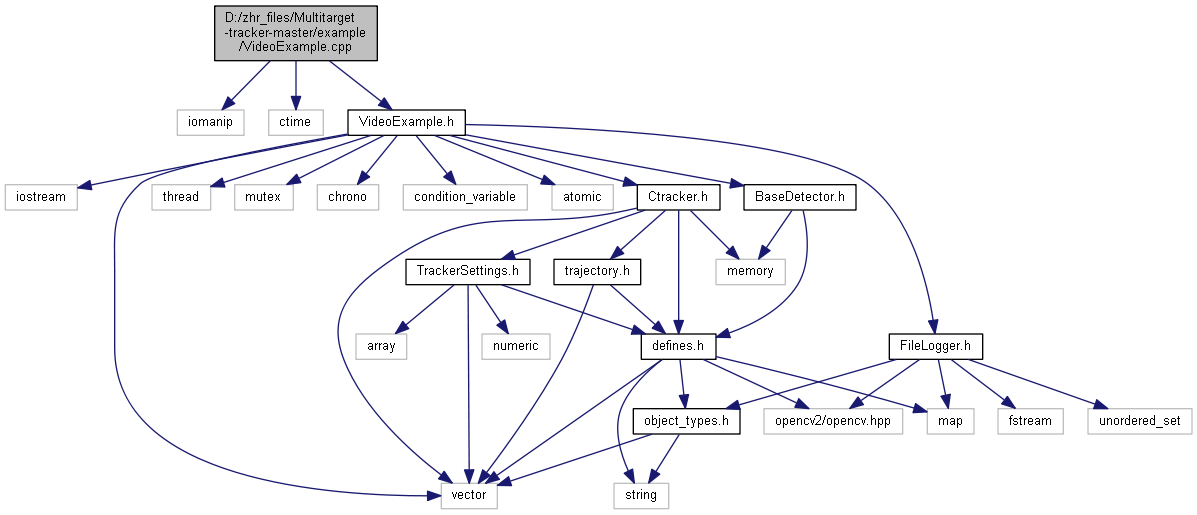 D:/zhr_files/Multitarget
-tracker-master/example
/VideoExample.cpp
iomanip
ctime
VideoExample.h
iostream
thread
mutex
chrono
condition_variable
atomic
Ctracker.h
BaseDetector.h
TrackerSettings.h
trajectory.h
memory
array
numeric
defines.h
FileLogger.h
object_types.h
opencv2/opencv.hpp
map
fstream
unordered_set
vector
string